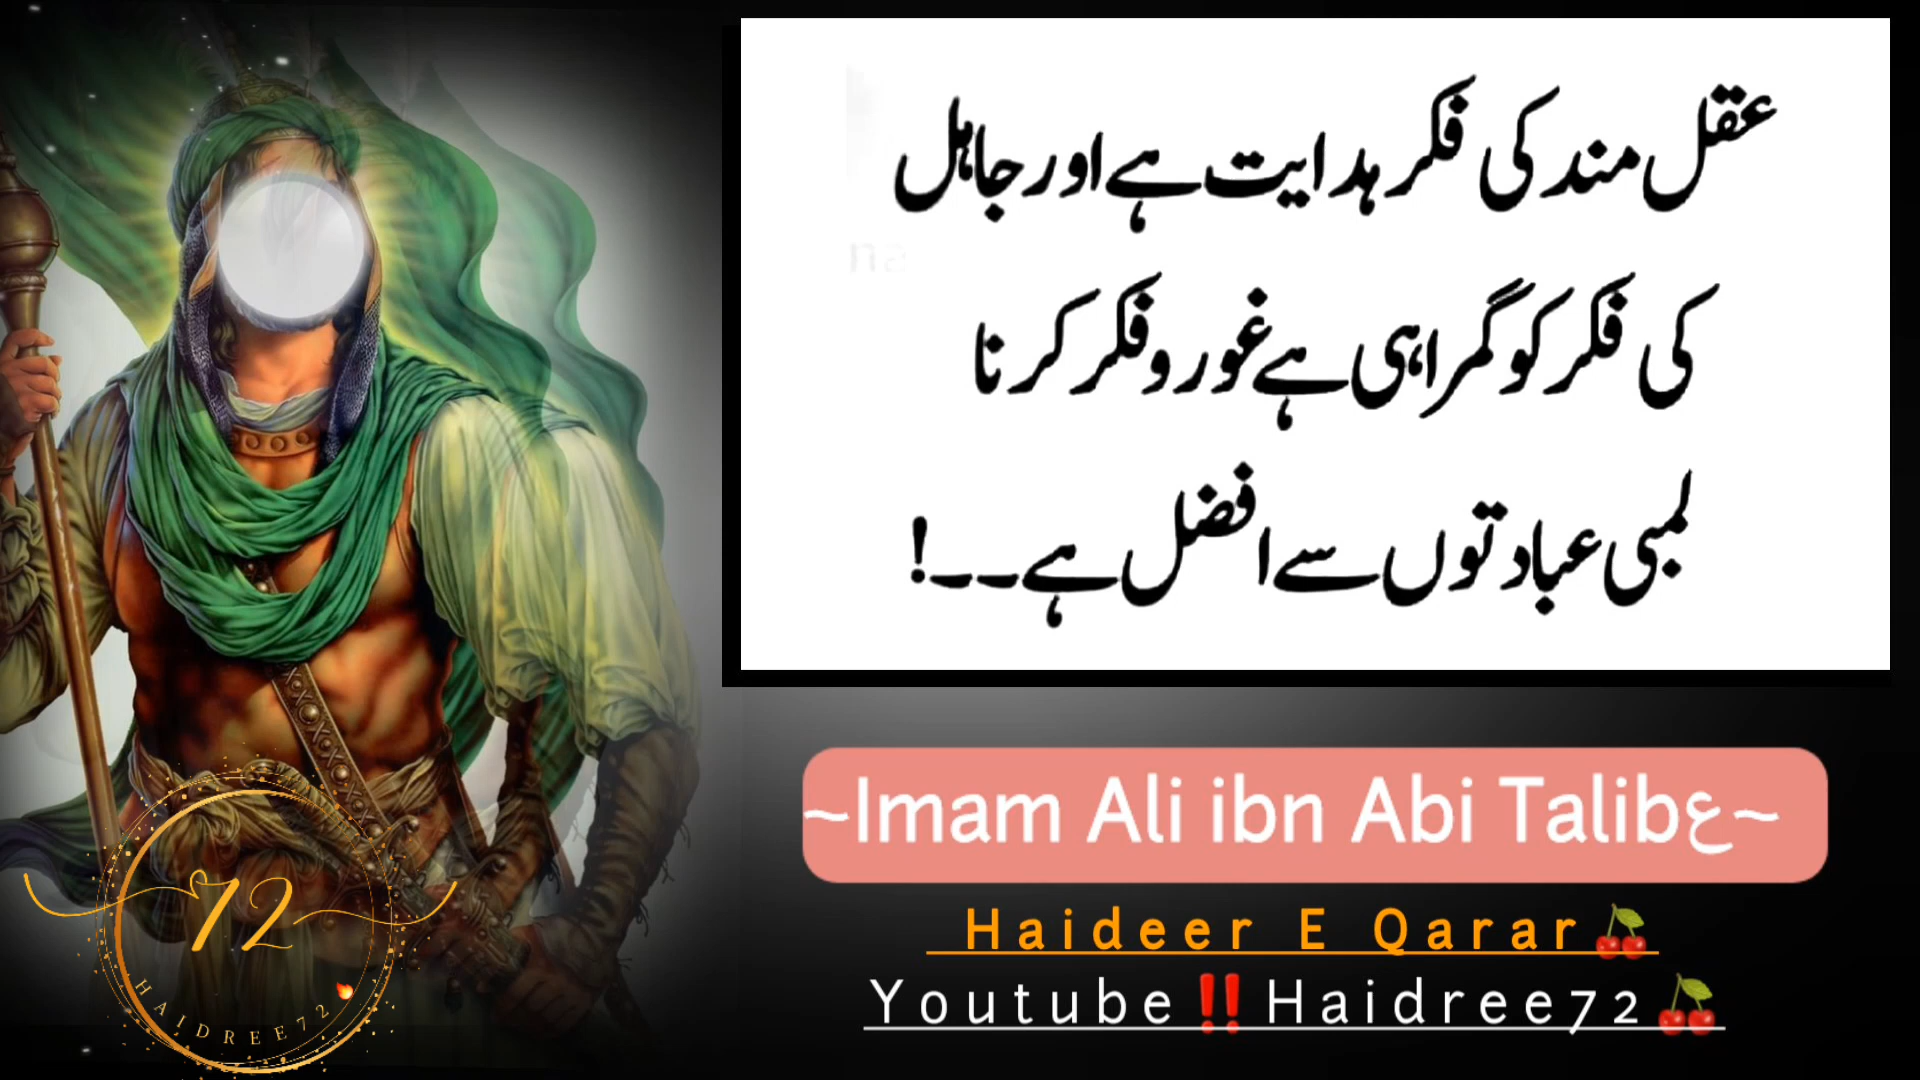 عقل مند کی فکر ہدایت ہے اور جاہل
کی فکر کو گمراہی ہے غور و فکر کرنا
لمبی عبادتوں سے افضل ہے۔۔!
~Imam Ali ibn Abi Talibع~
Haideer E Qarar🍒
Youtube‼️Haidree72🍒
72
HAIDREE72🔥